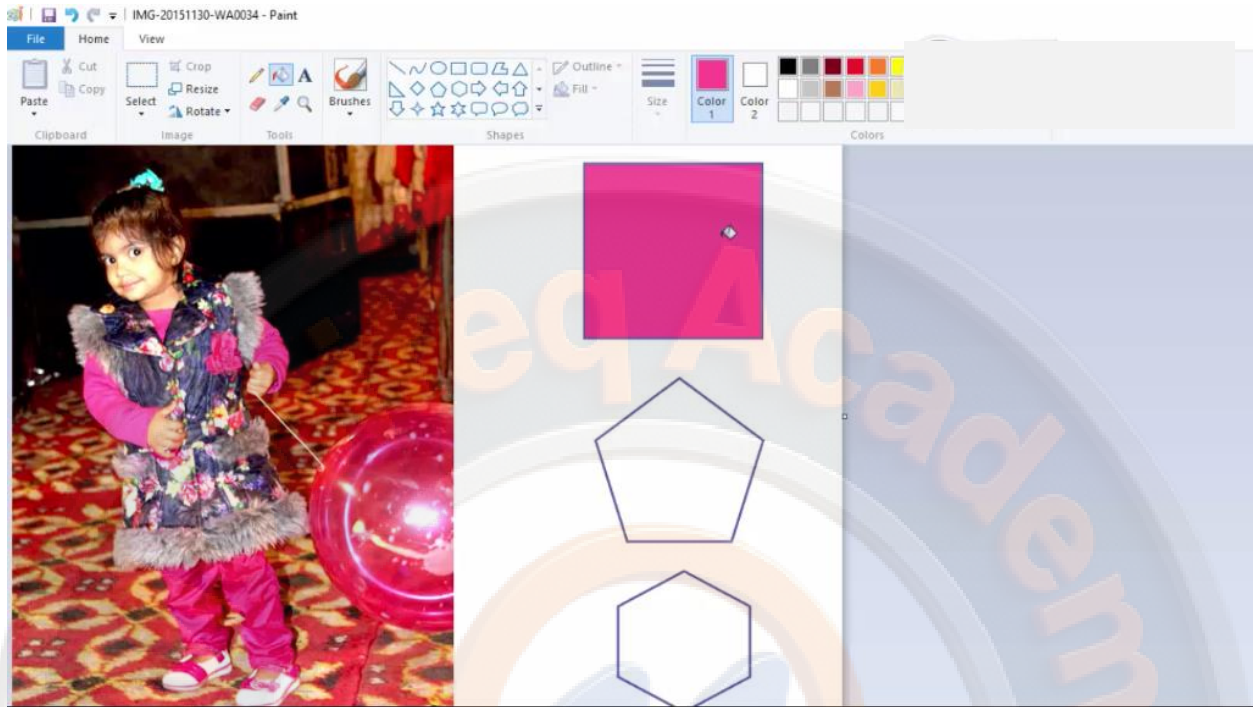 IMG-20151130-WA0034 - Paint
File Home View
Cut Crop Outline
Copy Resize Fill
Paste Select Rotate A Brushes Size Color Color
1 2
Clipboard Image Tools Shapes Colors
eq Academ